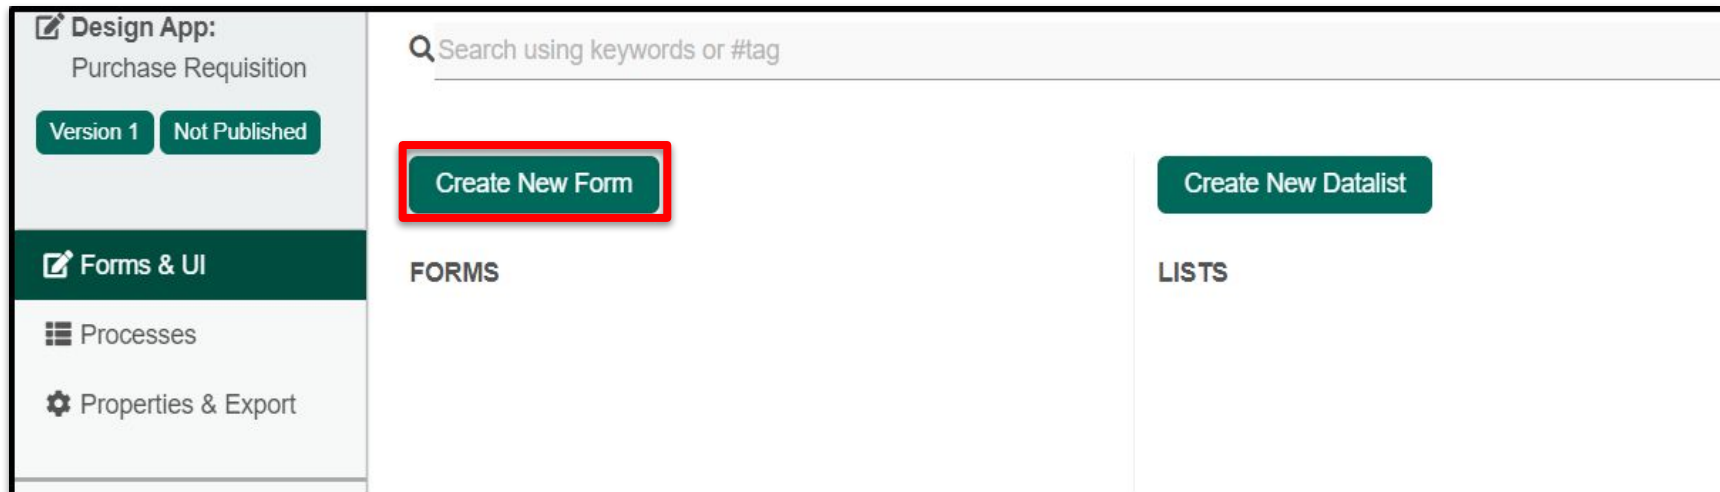 Design App:
Purchase Requisition
Version 1 Not Published
Forms & UI
Processes
Properties & Export
Search using keywords or #tag
Create New Form
FORMS
Create New Datalist
LISTS